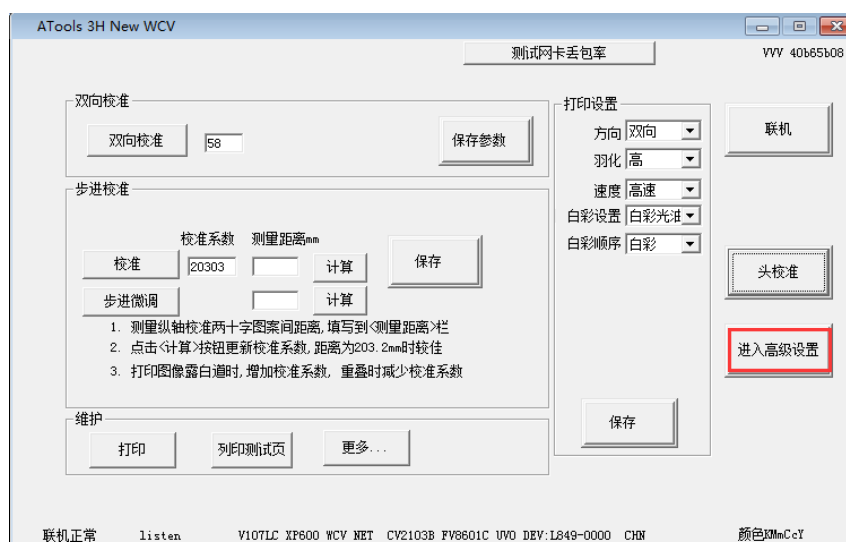 ATools 3H New WCV
测试网卡丢包率
VVV 40b65b08
双向校准
双向校准 58 保存参数
步进校准
校准系数 测量距离mm
校准 20303 计算 保存
步进微调 计算
1. 测量纵轴校准两十字图案间距离,填写到<测量距离>栏
2. 点击<计算>按钮更新校准系数,距离为203.2mm时较佳
3. 打印图像露白道时,增加校准系数, 重叠时减少校准系数
维护
打印 列印测试页 更多...
打印设置
方向 双向
羽化 高
速度 高速
白彩设置 白彩光油
白彩顺序 白彩
保存
联机
头校准
进入高级设置
联机正常 listen V107LC XP600 WCV NET CV2103B FV8601C UVO DEV:L849-0000 CHN 颜色KMmCcY